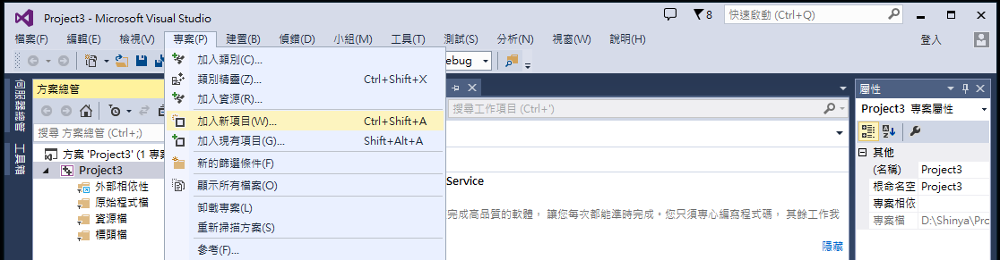 Project3 - Microsoft Visual Studio
8
快速啟動 (Ctrl+Q)
檔案(F) 編輯(E) 檢視(V) 專案(P) 建置(B) 偵錯(D) 小組(M) 工具(T) 測試(S) 分析(N) 視窗(W) 說明(H) 登入
ebug
伺服器總管
工具箱
方案總管
搜尋 方案總管 (Ctrl+;)
方案 'Project3' (1 專案
Project3
外部相依性
原始程式檔
資源檔
標頭檔
加入類別(C)...
類別精靈(Z)... Ctrl+Shift+X
加入資源(R)...
加入新項目(W)... Ctrl+Shift+A
加入現有項目(G)... Shift+Alt+A
新的篩選條件(F)
顯示所有檔案(O)
卸載專案(L)
重新掃描方案(S)
參考(F)...
搜尋工作項目 (Ctrl+')
Service
完成高品質的軟體， 讓您每次都能準時完成。您只須專心編寫程式碼， 其餘工作我
隱藏
屬性
Project3 專案屬性
其他
(名稱) Project3
根命名空 Project3
專案相依
專案檔 D:\Shinya\Pro